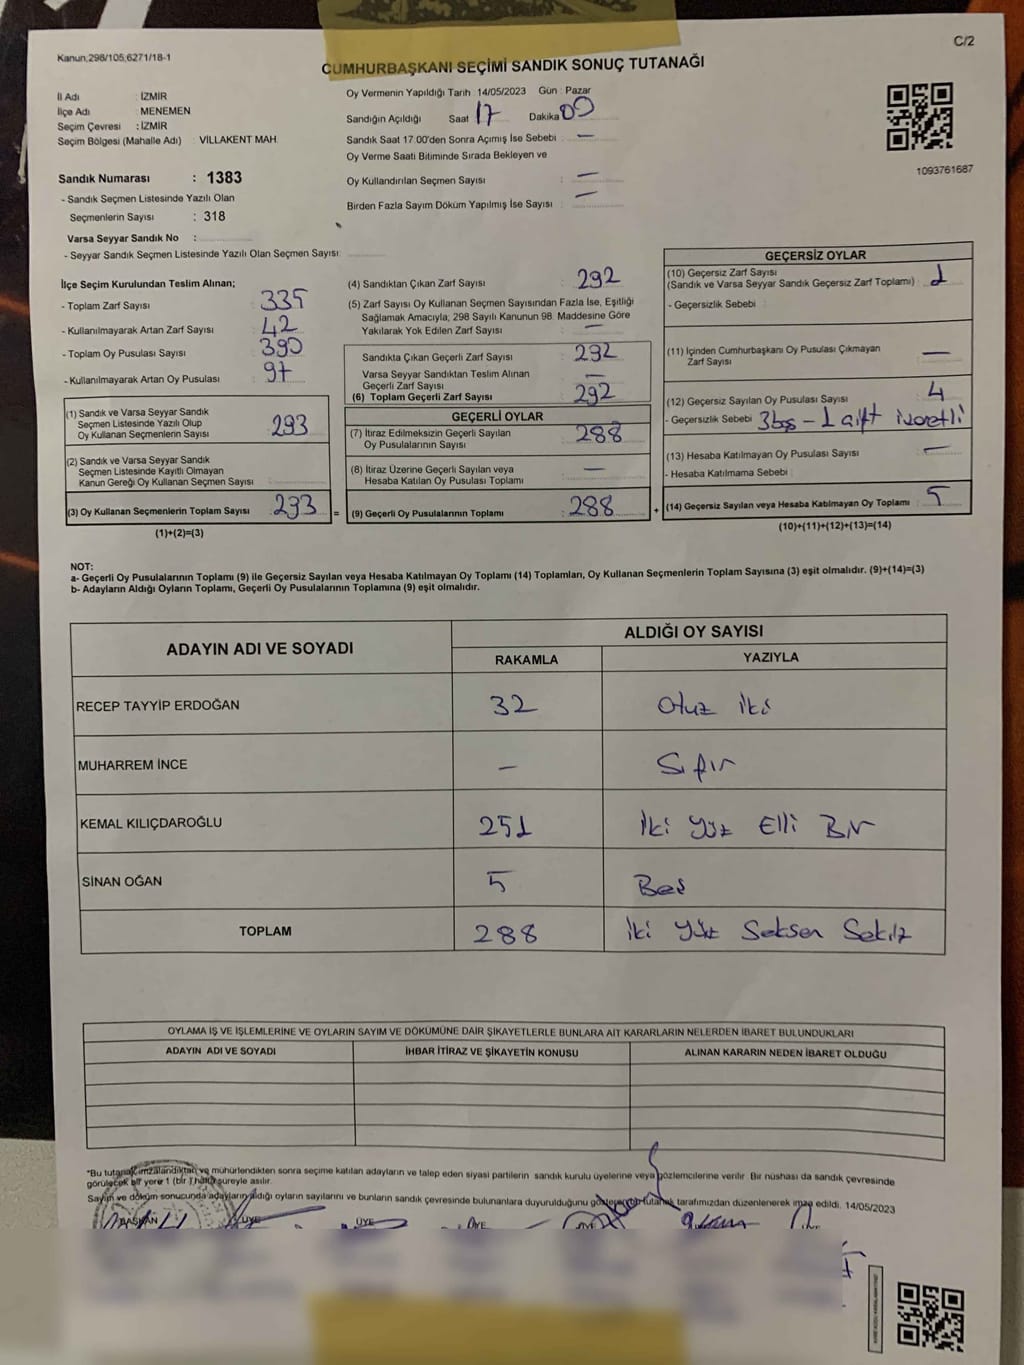 Kanun;298/105;6271/18-1
C/2
CUMHURBAŞKANI SEÇİMİ SANDIK SONUÇ TUTANAĞI
İl Adı : İZMİR
İlçe Adı : MENEMEN
Seçim Çevresi : İZMİR
Seçim Bölgesi (Mahalle Adı) : VİLLAKENT MAH
Sandık Numarası : 1383
- Sandık Seçmen Listesinde Yazılı Olan
Seçmenlerin Sayısı : 318
Varsa Seyyar Sandık No :
- Seyyar Sandık Seçmen Listesinde Yazılı Olan Seçmen Sayısı:
Oy Vermenin Yapıldığı Tarih : 14/05/2023 Gün : Pazar
Sandığın Açıldığı Saat 17 Dakika 00
Sandık Saat 17:00'den Sonra Açımış İse Sebebi : —
Oy Verme Saati Bitiminde Sırada Bekleyen ve
Oy Kullandırılan Seçmen Sayısı : —
Birden Fazla Sayım Döküm Yapılmış İse Sayısı : —
1093761687
İlçe Seçim Kurulundan Teslim Alınan;
- Toplam Zarf Sayısı : 335
- Kullanılmayarak Artan Zarf Sayısı : 42
- Toplam Oy Pusulası Sayısı : 390
- Kullanılmayarak Artan Oy Pusulası : 97
(1) Sandık ve Varsa Seyyar Sandık
Seçmen Listesinde Yazılı Olup
Oy Kullanan Seçmenlerin Sayısı : 293
(2) Sandık ve Varsa Seyyar Sandık
Seçmen Listesinde Kayıtlı Olmayan
Kanun Gereği Oy Kullanan Seçmen Sayısı :
(3) Oy Kullanan Seçmenlerin Toplam Sayısı : 293 =
(1)+(2)=(3)
(4) Sandıktan Çıkan Zarf Sayısı : 292
(5) Zarf Sayısı Oy Kullanan Seçmen Sayısından Fazla İse, Eşitliği
Sağlamak Amacıyla; 298 Sayılı Kanunun 98. Maddesine Göre
Yakılarak Yok Edilen Zarf Sayısı : —
Sandıkta Çıkan Geçerli Zarf Sayısı : 292
Varsa Seyyar Sandıktan Teslim Alınan
Geçerli Zarf Sayısı : —
(6) Toplam Geçerli Zarf Sayısı : 292
GEÇERLİ OYLAR
(7) İtiraz Edilmeksizin Geçerli Sayılan
Oy Pusulalarının Sayısı : 288
(8) İtiraz Üzerine Geçerli Sayılan veya
Hesaba Katılan Oy Pusulası Toplamı : —
(9) Geçerli Oy Pusulalarının Toplamı : 288 +
GEÇERSİZ OYLAR
(10) Geçersiz Zarf Sayısı
(Sandık ve Varsa Seyyar Sandık Geçersiz Zarf Toplamı) : 1
- Geçersizlik Sebebi :
(11) İçinden Cumhurbaşkanı Oy Pusulası Çıkmayan
Zarf Sayısı : —
(12) Geçersiz Sayılan Oy Pusulası Sayısı : 4
- Geçersizlik Sebebi 3 boş - 1 çift işaretli
(13) Hesaba Katılmayan Oy Pusulası Sayısı : —
- Hesaba Katılmama Sebebi :
(14) Geçersiz Sayılan veya Hesaba Katılmayan Oy Toplamı : 5
(10)+(11)+(12)+(13)=(14)
NOT:
a- Geçerli Oy Pusulalarının Toplamı (9) ile Geçersiz Sayılan veya Hesaba Katılmayan Oy Toplamı (14) Toplamları, Oy Kullanan Seçmenlerin Toplam Sayısına (3) eşit olmalıdır. (9)+(14)=(3)
b- Adayların Aldığı Oyların Toplamı, Geçerli Oy Pusulalarının Toplamına (9) eşit olmalıdır.
ADAYIN ADI VE SOYADI ALDIĞI OY SAYISI
RAKAMLA YAZIYLA
RECEP TAYYİP ERDOĞAN 32 Otuz iki
MUHARREM İNCE — Sıfır
KEMAL KILIÇDAROĞLU 251 İki yüz Elli Bir
SİNAN OĞAN 5 Beş
TOPLAM 288 İki yüz Seksen Sekiz
OYLAMA İŞ VE İŞLEMLERİNE VE OYLARIN SAYIM VE DÖKÜMÜNE DAİR ŞİKAYETLERLE BUNLARA AİT KARARLARIN NELERDEN İBARET BULUNDUKLARI
ADAYIN ADI VE SOYADI İHBAR İTİRAZ VE ŞİKAYETİN KONUSU ALINAN KARARIN NEDEN İBARET OLDUĞU
*Bu tutanak imzalandıktan ve mühürlendikten sonra seçime katılan adayların ve talep eden siyasi partilerin sandık kurulu üyelerine veya gözlemcilerine verilir. Bir nüshası da sandık çevresinde
görülecek bir yere 1 (bir) hafta süreyle asılır.
Sayım ve döküm sonucunda adayların aldığı oyların sayılarını ve bunların sandık çevresinde bulunanlara duyurulduğunu gösteren bu tutanak tarafımızdan düzenlenerek imza edildi. 14/05/2023
BAŞKAN ÜYE ÜYE ÜYE